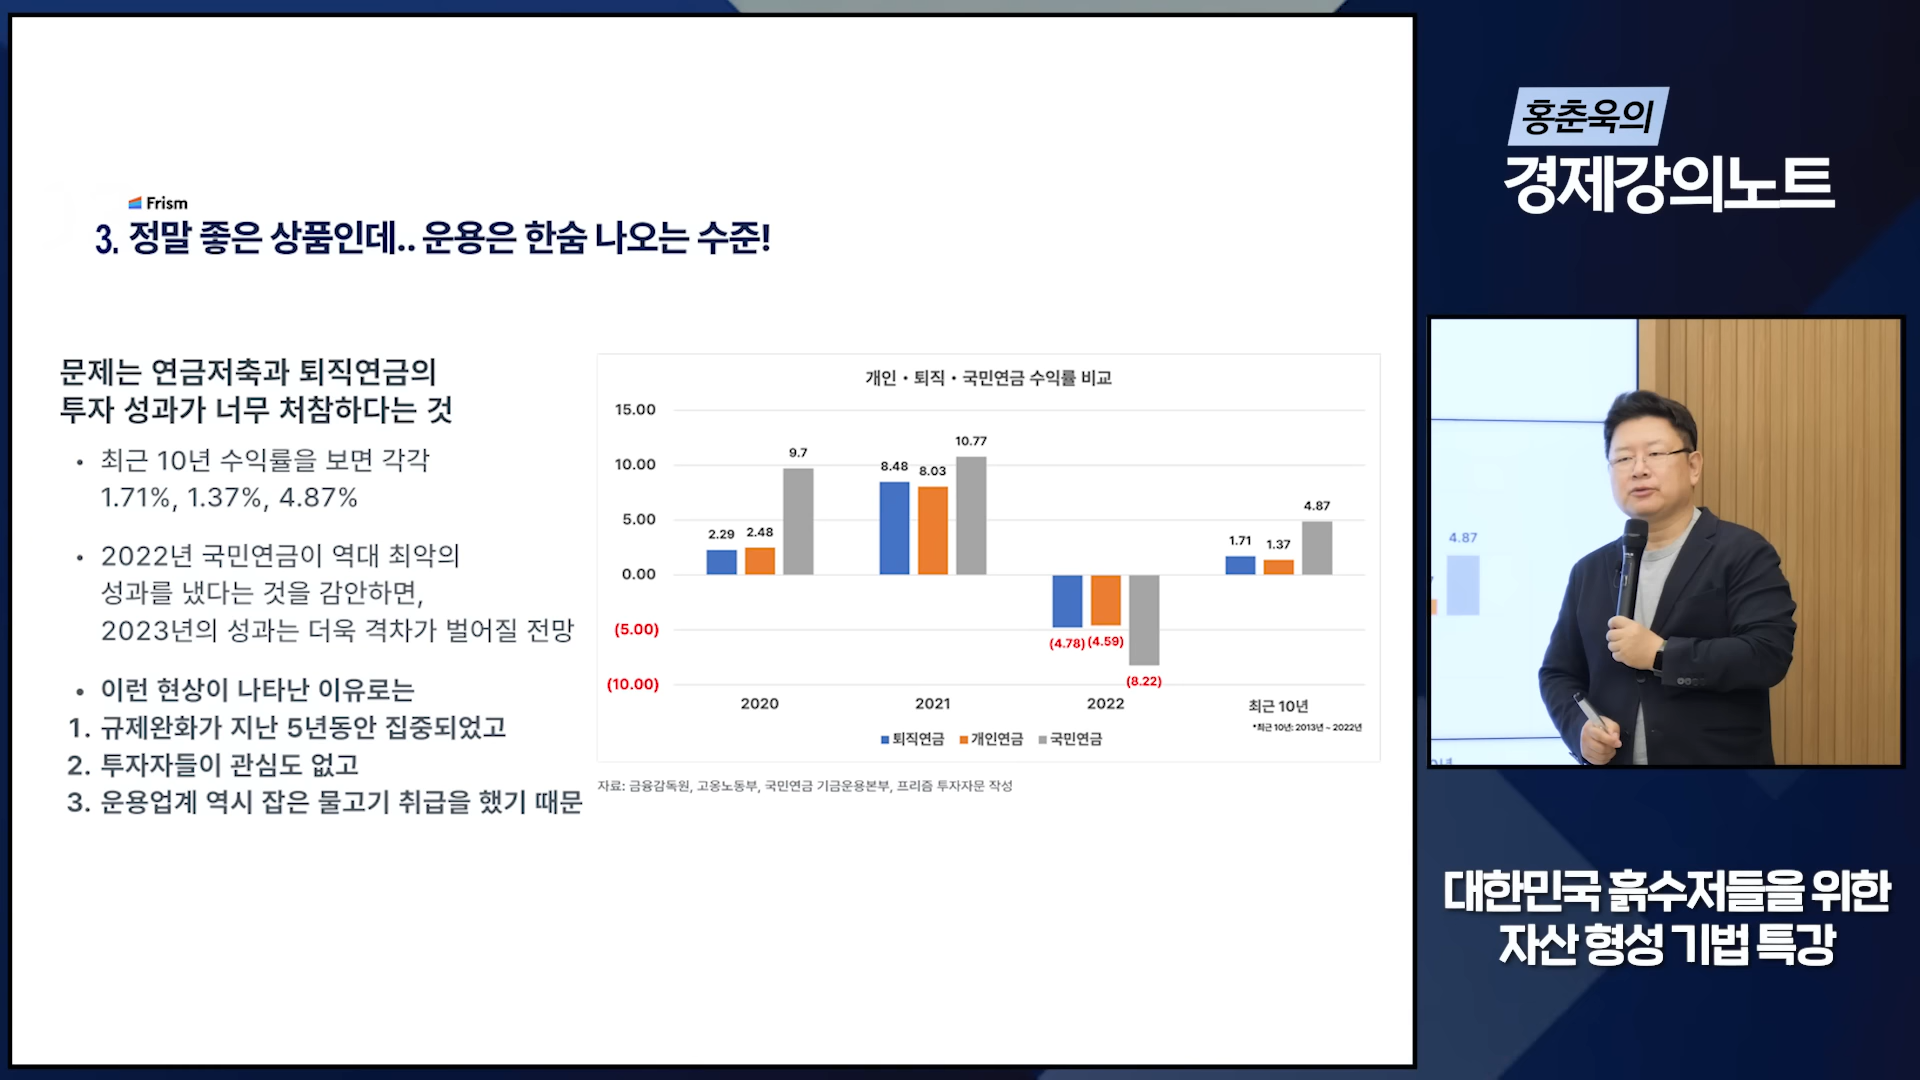 Frism
3. 정말 좋은 상품인데.. 운용은 한숨 나오는 수준!
문제는 연금저축과 퇴직연금의
투자 성과가 너무 처참하다는 것
• 최근 10년 수익률을 보면 각각
1.71%, 1.37%, 4.87%
• 2022년 국민연금이 역대 최악의
성과를 냈다는 것을 감안하면,
2023년의 성과는 더욱 격차가 벌어질 전망
• 이런 현상이 나타난 이유로는
1. 규제완화가 지난 5년동안 집중되었고
2. 투자자들이 관심도 없고
3. 운용업계 역시 잡은 물고기 취급을 했기 때문
개인・퇴직・국민연금 수익률 비교
15.00
10.00
5.00
0.00
(5.00)
(10.00)
2.29 2.48 9.7
8.48 8.03 10.77
(4.78) (4.59) (8.22)
1.71 1.37 4.87
2020 2021 2022 최근 10년
*최근 10년: 2013년 ~ 2022년
퇴직연금 개인연금 국민연금
자료: 금융감독원, 고용노동부, 국민연금 기금운용본부, 프리즘 투자자문 작성
홍춘욱의
경제강의노트
4.87
대한민국 흙수저들을 위한
자산 형성 기법 특강